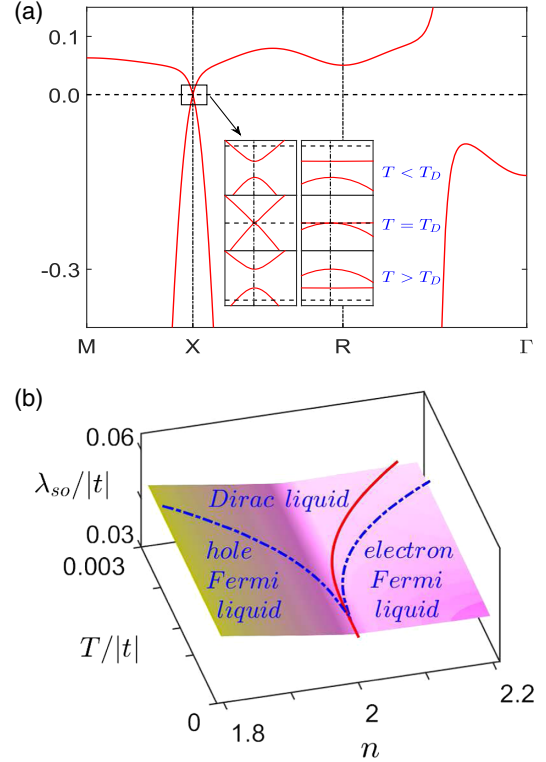 (a)
0.1
0.0
-0.3
T < T_D
T = T_D
T > T_D
M X R Γ
(b)
0.06
λ_so/|t|
0.03
0.003
T/|t|
0
Dirac liquid
hole
Fermi
liquid
electron
Fermi
liquid
1.8 2 2.2
n